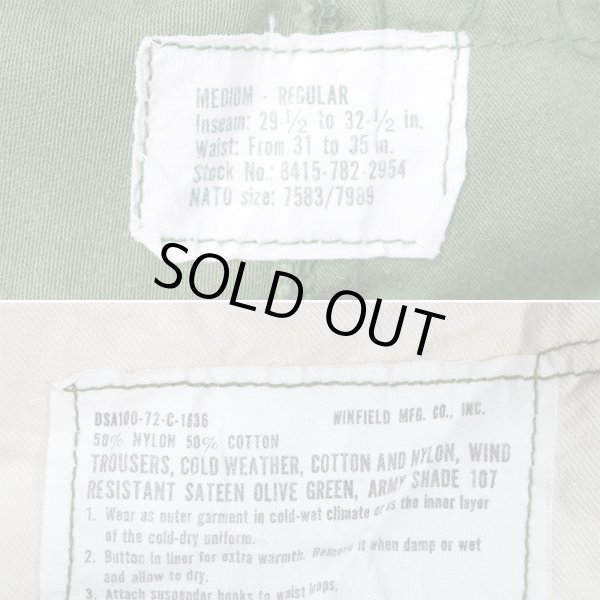 MEDIUM - REGULAR
Inseam: 29-1/2 to 32-1/2 in.
Waist: From 31 to 35 in.
Stock No.: 8415-782-2954
NATO size: 7583/7989
SOLD OUT
DSA100-72-C-1636 WINFIELD MFG. CO., INC.
50% NYLON 50% COTTON
TROUSERS, COLD WEATHER, COTTON AND NYLON, WIND
RESISTANT SATEEN OLIVE GREEN, ARMY SHADE 107
1. Wear as outer garment in cold-wet climate or as the inner layer
of the cold-dry uniform.
2. Button in liner for extra warmth. Remove it when damp or wet
and allow to dry.
3. Attach suspender hooks to waist loops.